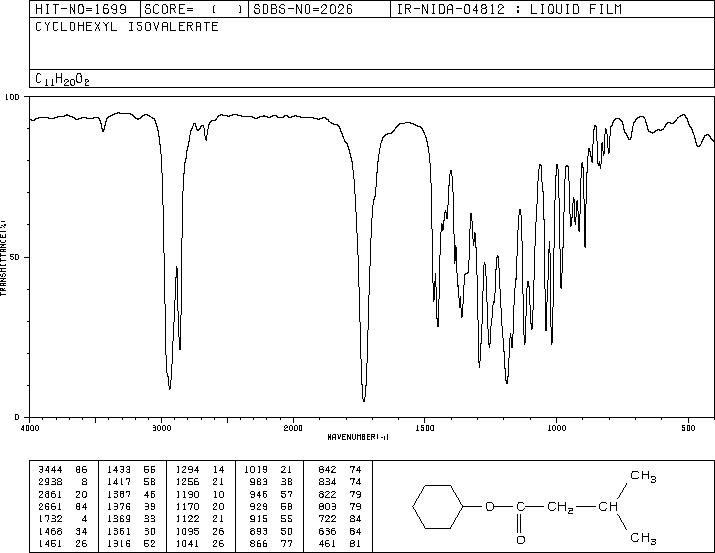 HIT-NO=1699 SCORE= ( ) SDBS-NO=2026 IR-NIDA-04812 : LIQUID FILM
CYCLOHEXYL ISOVALERATE
C11H20O2
100
50
0
TRANSMITTANCE(%)
4000 3000 2000 1500 1000 500
WAVENUMBER(-1)
3444 86 1433 55 1294 14 1019 21 842 74
2938 8 1417 58 1256 21 983 38 834 74
2861 20 1387 46 1190 10 946 57 822 79
2661 84 1376 39 1170 20 929 58 803 79
1732 4 1369 33 1122 21 915 55 722 84
1468 34 1361 30 1095 26 893 50 636 84
1451 26 1316 52 1041 26 866 77 461 81
CH3
O C CH2 CH
O CH3